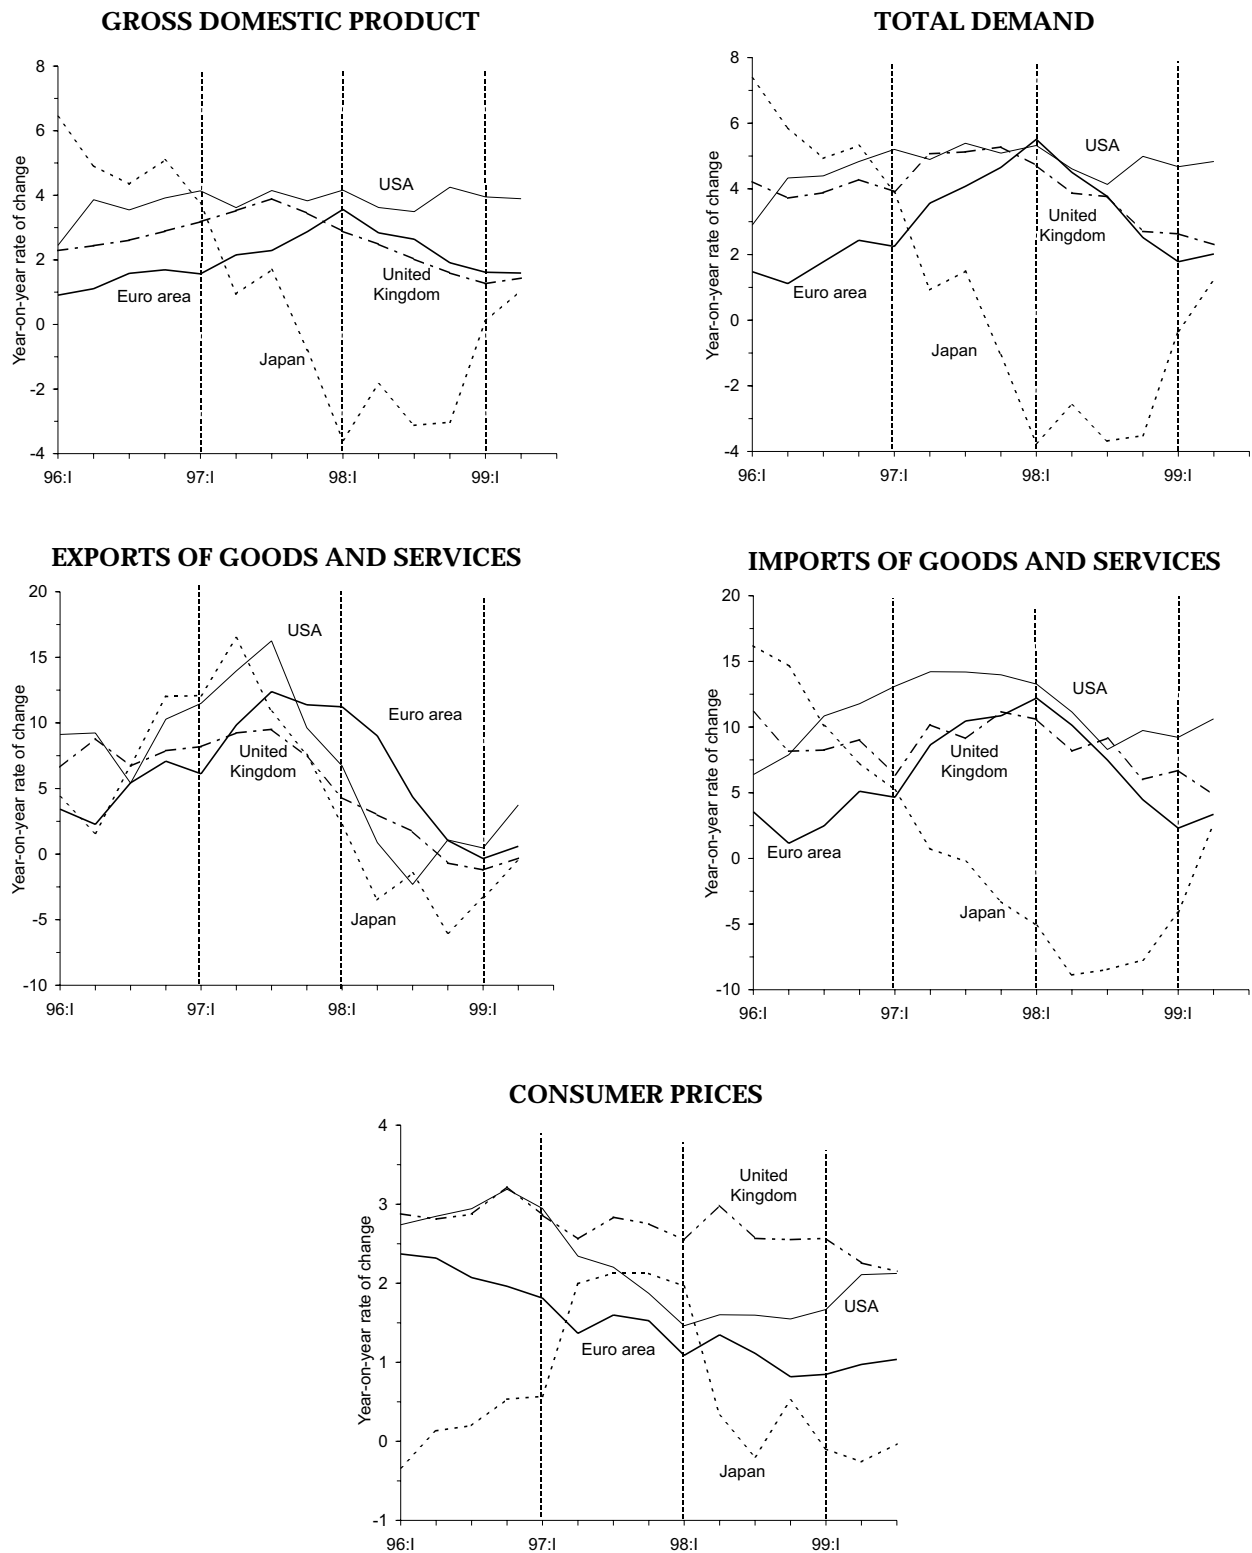 GROSS DOMESTIC PRODUCT
Year-on-year rate of change
8
6
4
2
0
-2
-4
USA
United
Kingdom
Euro area
Japan
96:I 97:I 98:I 99:I
TOTAL DEMAND
Year-on-year rate of change
8
6
4
2
0
-2
-4
USA
United
Kingdom
Euro area
Japan
96:I 97:I 98:I 99:I
EXPORTS OF GOODS AND SERVICES
Year-on-year rate of change
20
15
10
5
0
-5
-10
USA
Euro area
United
Kingdom
Japan
96:I 97:I 98:I 99:I
IMPORTS OF GOODS AND SERVICES
Year-on-year rate of change
20
15
10
5
0
-5
-10
USA
United
Kingdom
Euro area
Japan
96:I 97:I 98:I 99:I
CONSUMER PRICES
Year-on-year rate of change
4
3
2
1
0
-1
United
Kingdom
USA
Euro area
Japan
96:I 97:I 98:I 99:I